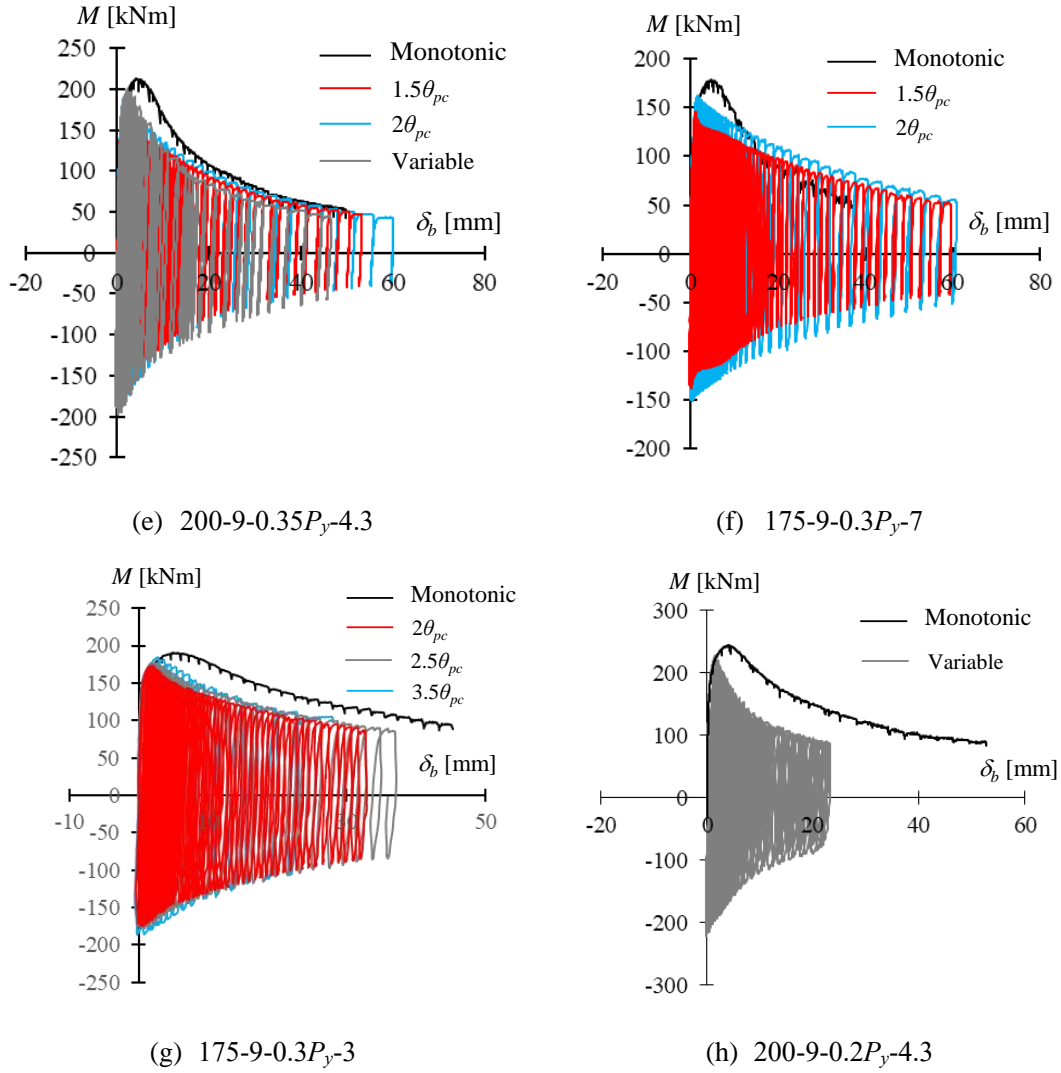 M [kNm]
250
200
150
100
50
0
-50
-100
-150
-200
-250
-20 0 20 40 60 80
δb [mm]
Monotonic
1.5θpc
2θpc
Variable
(e) 200-9-0.35Py-4.3
M [kNm]
200
150
100
50
0
-50
-100
-150
-200
-20 0 20 40 60 80
δb [mm]
Monotonic
1.5θpc
2θpc
(f) 175-9-0.3Py-7
M [kNm]
250
200
150
100
50
0
-50
-100
-150
-200
-250
-10 10 30 50
δb [mm]
Monotonic
2θpc
2.5θpc
3.5θpc
(g) 175-9-0.3Py-3
M [kNm]
300
200
100
0
-100
-200
-300
-20 0 20 40 60
δb [mm]
Monotonic
Variable
(h) 200-9-0.2Py-4.3